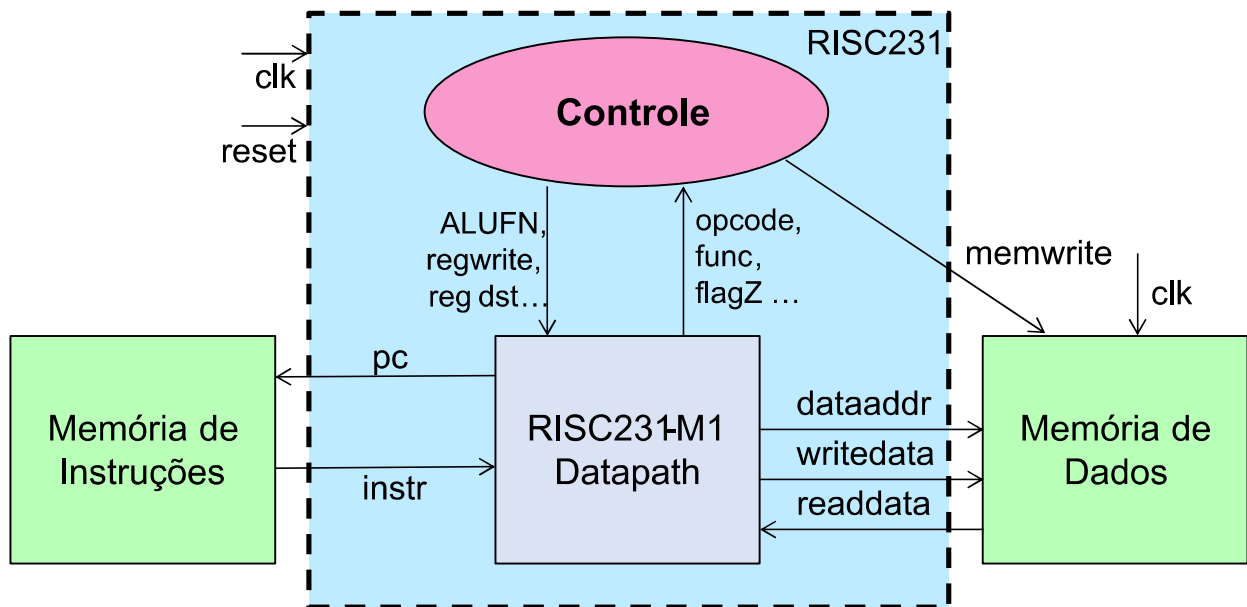 RISC231
clk
reset
Controle
ALUFN,
regwrite,
reg dst...
opcode,
func,
flagZ ...
memwrite
clk
Memória de
Instruções
pc
instr
RISC231-M1
Datapath
dataaddr
writedata
readdata
Memória de
Dados